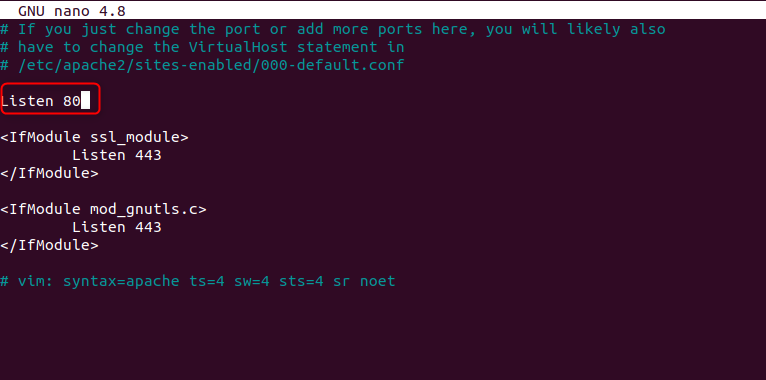 GNU nano 4.8
# If you just change the port or add more ports here, you will likely also
# have to change the VirtualHost statement in
# /etc/apache2/sites-enabled/000-default.conf
Listen 80
<IfModule ssl_module>
        Listen 443
</IfModule>
<IfModule mod_gnutls.c>
        Listen 443
</IfModule>
# vim: syntax=apache ts=4 sw=4 sts=4 sr noet